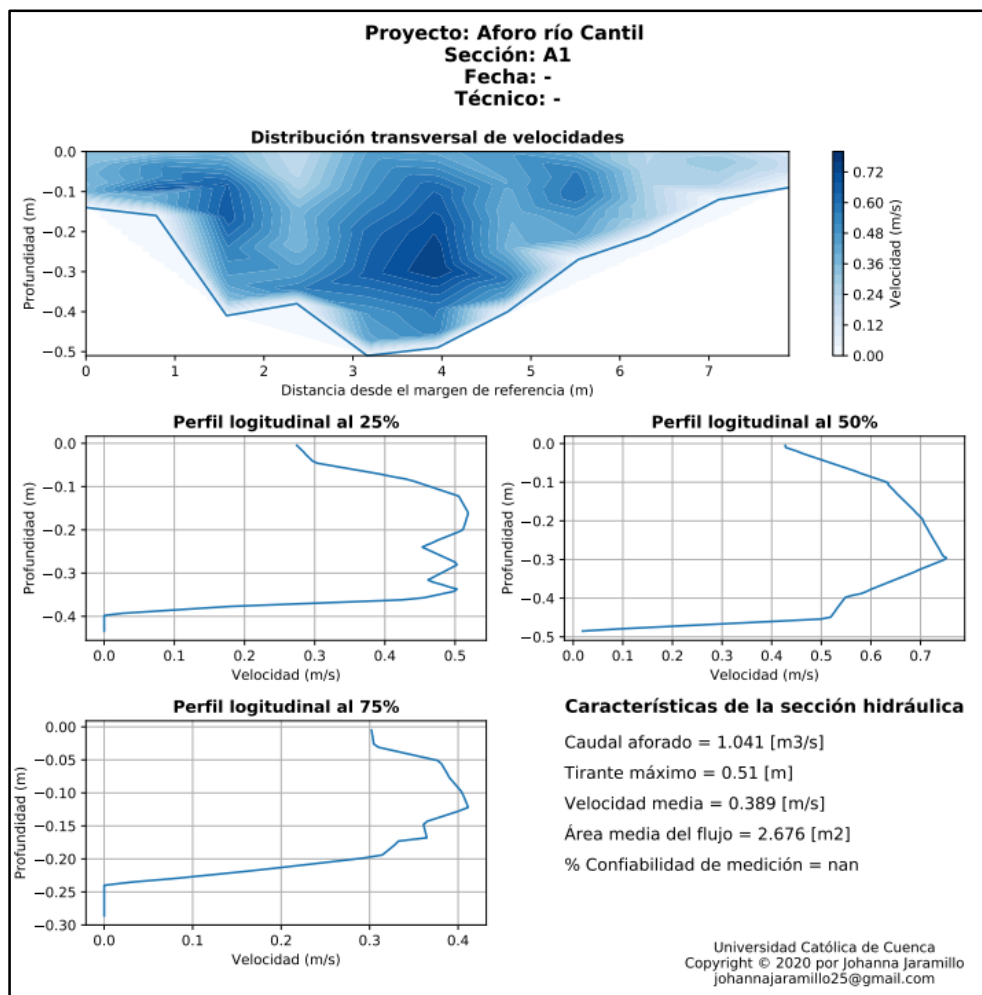 Proyecto: Aforo río Cantil
Sección: A1
Fecha: -
Técnico: -
Distribución transversal de velocidades
0.0
−0.1
−0.2
−0.3
−0.4
−0.5
Profundidad (m)
0 1 2 3 4 5 6 7
Distancia desde el margen de referencia (m)
0.72
0.60
0.48
0.36
0.24
0.12
0.00
Velocidad (m/s)
Perfil logitudinal al 25%
0.0
−0.1
−0.2
−0.3
−0.4
Profundidad (m)
0.0 0.1 0.2 0.3 0.4 0.5
Velocidad (m/s)
Perfil logitudinal al 50%
0.0
−0.1
−0.2
−0.3
−0.4
−0.5
Profundidad (m)
0.0 0.1 0.2 0.3 0.4 0.5 0.6 0.7
Velocidad (m/s)
Perfil logitudinal al 75%
0.00
−0.05
−0.10
−0.15
−0.20
−0.25
−0.30
Profundidad (m)
0.0 0.1 0.2 0.3 0.4
Velocidad (m/s)
Características de la sección hidráulica
Caudal aforado = 1.041 [m3/s]
Tirante máximo = 0.51 [m]
Velocidad media = 0.389 [m/s]
Área media del flujo = 2.676 [m2]
% Confiabilidad de medición = nan
Universidad Católica de Cuenca
Copyright © 2020 por Johanna Jaramillo
johannajaramillo25@gmail.com